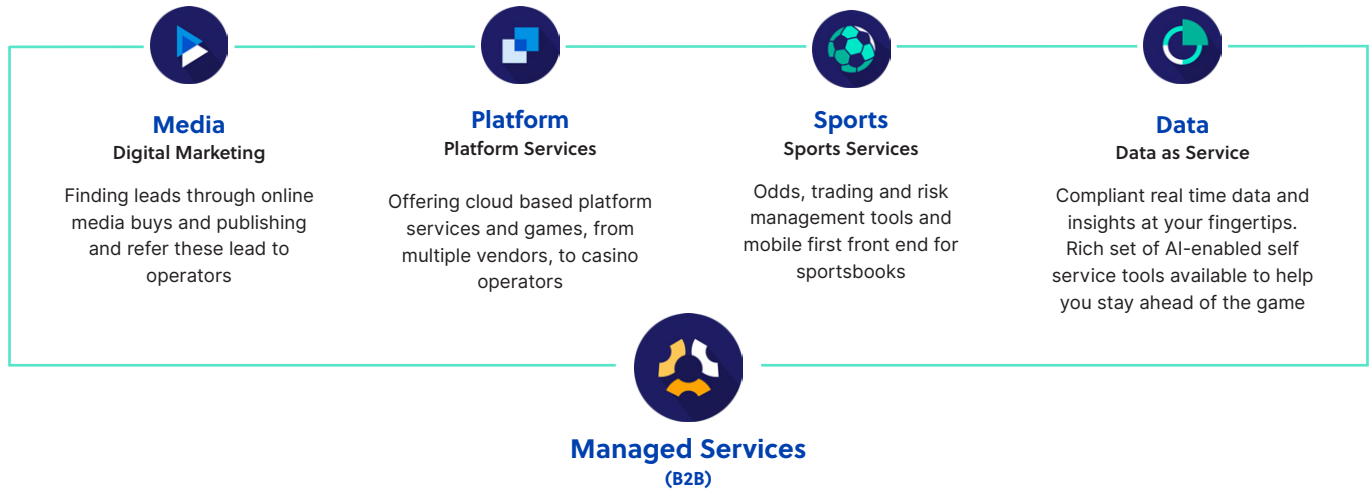 Media
Digital Marketing
Finding leads through online
media buys and publishing
and refer these lead to
operators
Platform
Platform Services
Offering cloud based platform
services and games, from
multiple vendors, to casino
operators
Sports
Sports Services
Odds, trading and risk
management tools and
mobile first front end for
sportsbooks
Data
Data as Service
Compliant real time data and
insights at your fingertips.
Rich set of AI-enabled self
service tools available to help
you stay ahead of the game
Managed Services
(B2B)